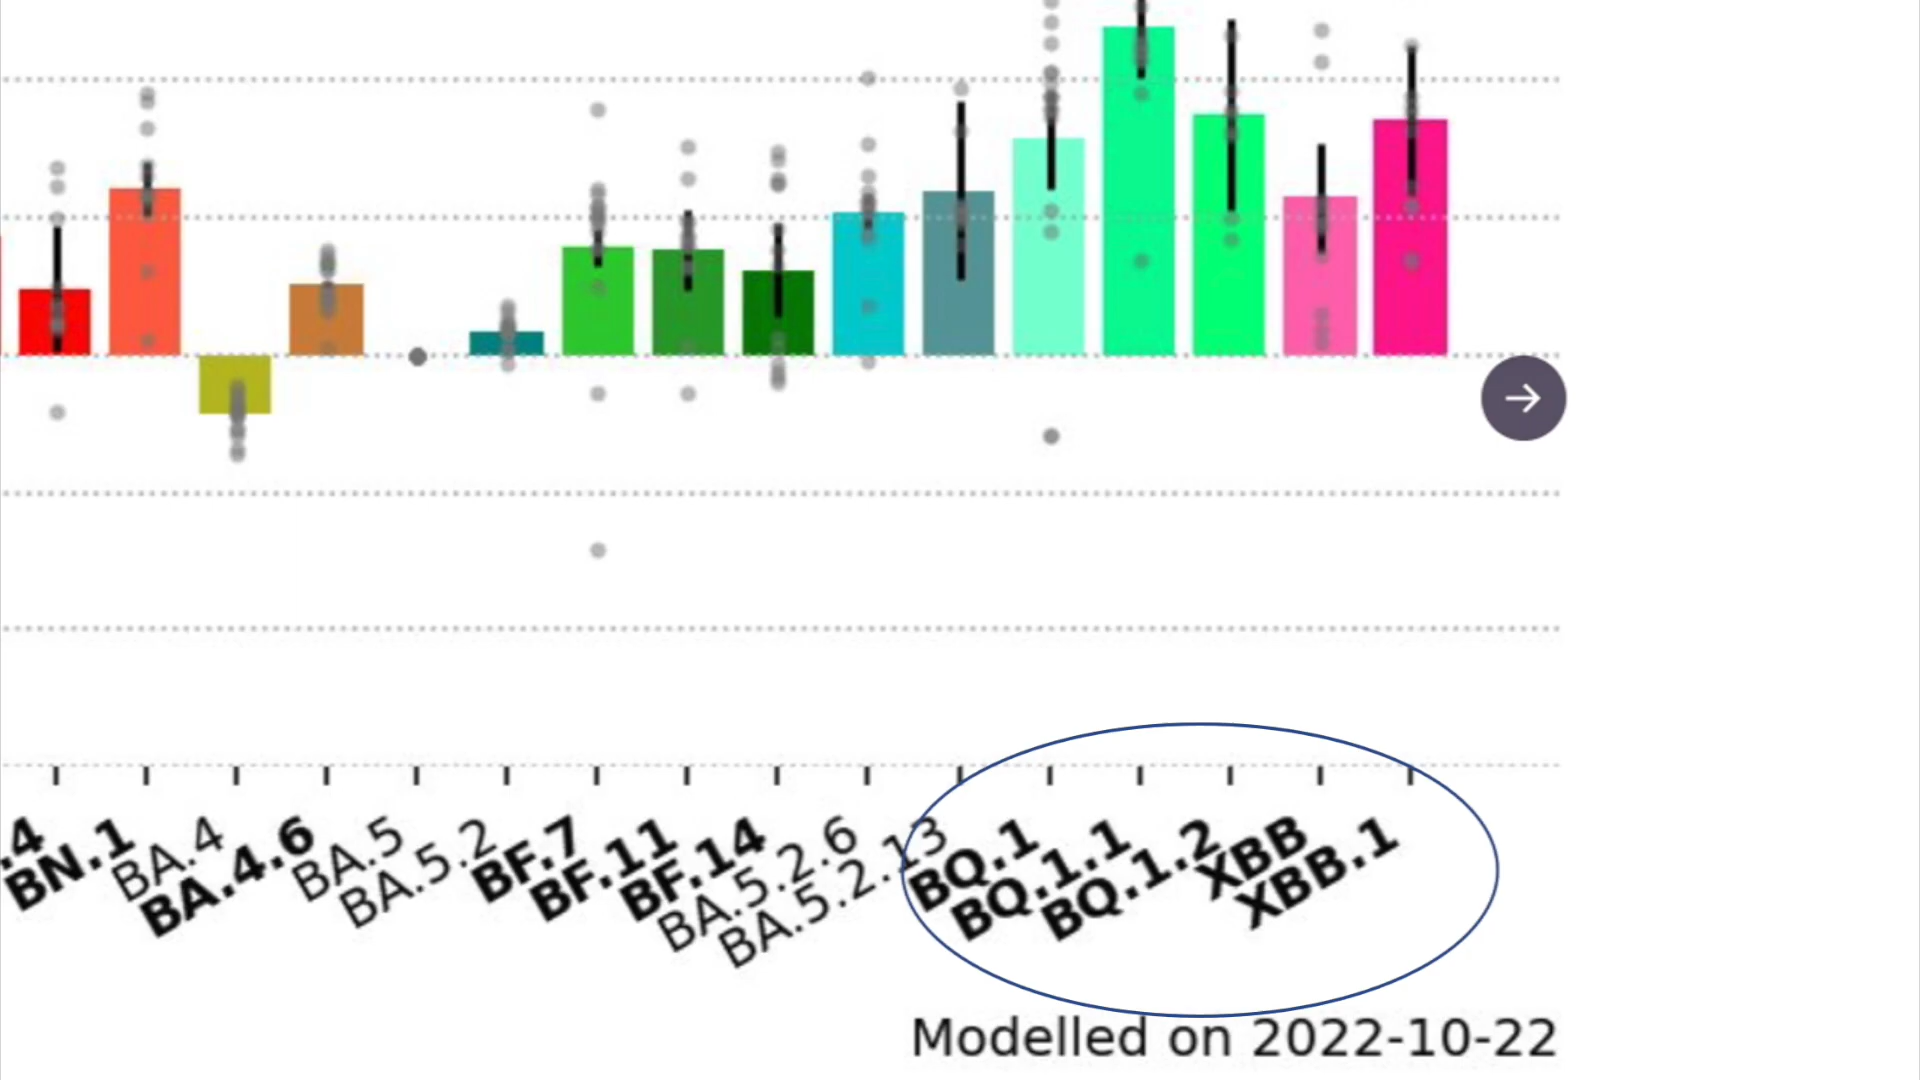 .4
BN.1
BA.4
BA.4.6
BA.5
BA.5.2
BF.7
BF.11
BF.14
BA.5.2.6
BA.5.2.13
BQ.1
BQ.1.1
BQ.1.2
XBB
XBB.1
Modelled on 2022-10-22